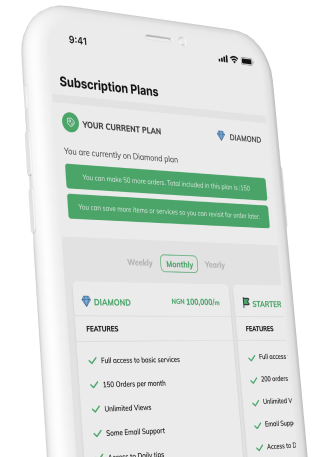 9:41
Subscription Plans
YOUR CURRENT PLAN
DIAMOND
You are currently on Diamond plan
You can make 50 more orders. Total included in this plan is :150
You can save more items or services so you can revisit for order later.
Weekly Monthly Yearly
DIAMOND NGN 100,000/m
FEATURES
Full access to basic services
150 Orders per month
Unlimited Views
Some Email Support
Access to Daily tips
STARTER
FEATURES
Full access
200 orders
Unlimited V
Email Supp
Access to D